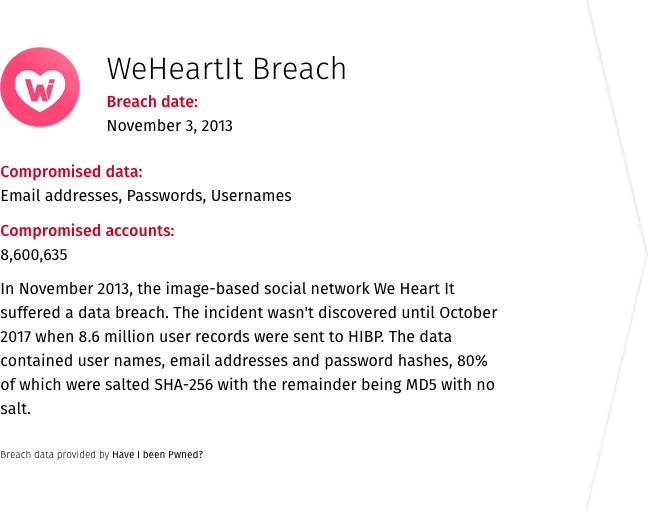 Wi
WeHeartIt Breach
Breach date:
November 3, 2013
Compromised data:
Email addresses, Passwords, Usernames
Compromised accounts:
8,600,635
In November 2013, the image-based social network We Heart It
suffered a data breach. The incident wasn't discovered until October
2017 when 8.6 million user records were sent to HIBP. The data
contained user names, email addresses and password hashes, 80%
of which were salted SHA-256 with the remainder being MD5 with no
salt.
Breach data provided by Have I been Pwned?